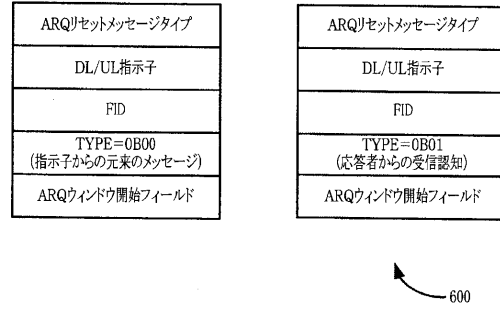 ARQリセットメッセージタイプ
DL/UL指示子
FID
TYPE=0B00
(指示子からの元来のメッセージ)
ARQウィンドウ開始フィールド
ARQリセットメッセージタイプ
DL/UL指示子
FID
TYPE=0B01
(応答者からの受信認知)
ARQウィンドウ開始フィールド
600